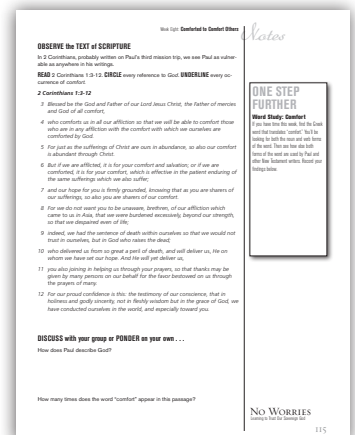 Week Eight: Comforted to Comfort Others
Notes
OBSERVE the TEXT of SCRIPTURE
In 2 Corinthians, probably written on Paul's third mission trip, we see Paul as vulner-
able as anywhere in his writings.
READ 2 Corinthians 1:3-12. CIRCLE every reference to God. UNDERLINE every oc-
currence of comfort.
2 Corinthians 1:3-12
3 Blessed be the God and Father of our Lord Jesus Christ, the Father of mercies
and God of all comfort,
4 who comforts us in all our affliction so that we will be able to comfort those
who are in any affliction with the comfort with which we ourselves are
comforted by God.
5 For just as the sufferings of Christ are ours in abundance, so also our comfort
is abundant through Christ.
6 But if we are afflicted, it is for your comfort and salvation; or if we are
comforted, it is for your comfort, which is effective in the patient enduring of
the same sufferings which we also suffer;
7 and our hope for you is firmly grounded, knowing that as you are sharers of
our sufferings, so also you are sharers of our comfort.
8 For we do not want you to be unaware, brethren, of our affliction which
came to us in Asia, that we were burdened excessively, beyond our strength,
so that we despaired even of life;
9 indeed, we had the sentence of death within ourselves so that we would not
trust in ourselves, but in God who raises the dead;
10 who delivered us from so great a peril of death, and will deliver us, He on
whom we have set our hope. And He will yet deliver us,
11 you also joining in helping us through your prayers, so that thanks may be
given by many persons on our behalf for the favor bestowed on us through
the prayers of many.
12 For our proud confidence is this: the testimony of our conscience, that in
holiness and godly sincerity, not in fleshly wisdom but in the grace of God, we
have conducted ourselves in the world, and especially toward you.
DISCUSS with your group or PONDER on your own . . .
How does Paul describe God?
How many times does the word "comfort" appear in this passage?
ONE STEP
FURTHER
Word Study: Comfort
If you have time this week, find the Greek
word that translates "comfort." You'll be
looking for both the noun and verb forms
of the word. Then see how also both
forms of the word are used by Paul and
other New Testament writers. Record your
findings below.
NO WORRIES
Learning to Trust Our Sovereign God
115